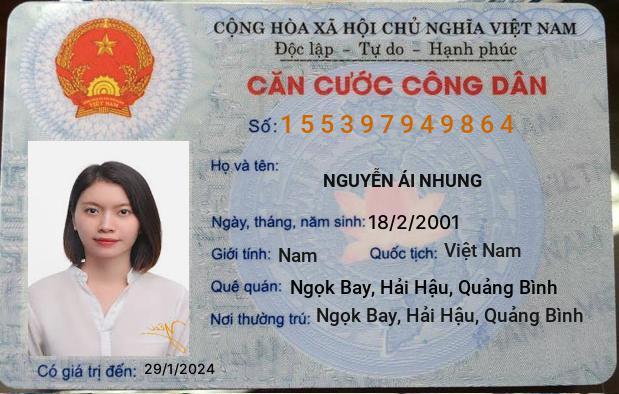 CỘNG HÒA XÃ HỘI CHỦ NGHĨA VIỆT NAM
Độc lập - Tự do - Hạnh phúc
CĂN CƯỚC CÔNG DÂN
Số: 155397949864
Họ và tên:
NGUYỄN ÁI NHUNG
Ngày, tháng, năm sinh: 18/2/2001
Giới tính: Nam Quốc tịch: Việt Nam
Quê quán: Ngọk Bay, Hải Hậu, Quảng Bình
Nơi thường trú: Ngọk Bay, Hải Hậu, Quảng Bình
Có giá trị đến: 29/1/2024
VIỆT NAM